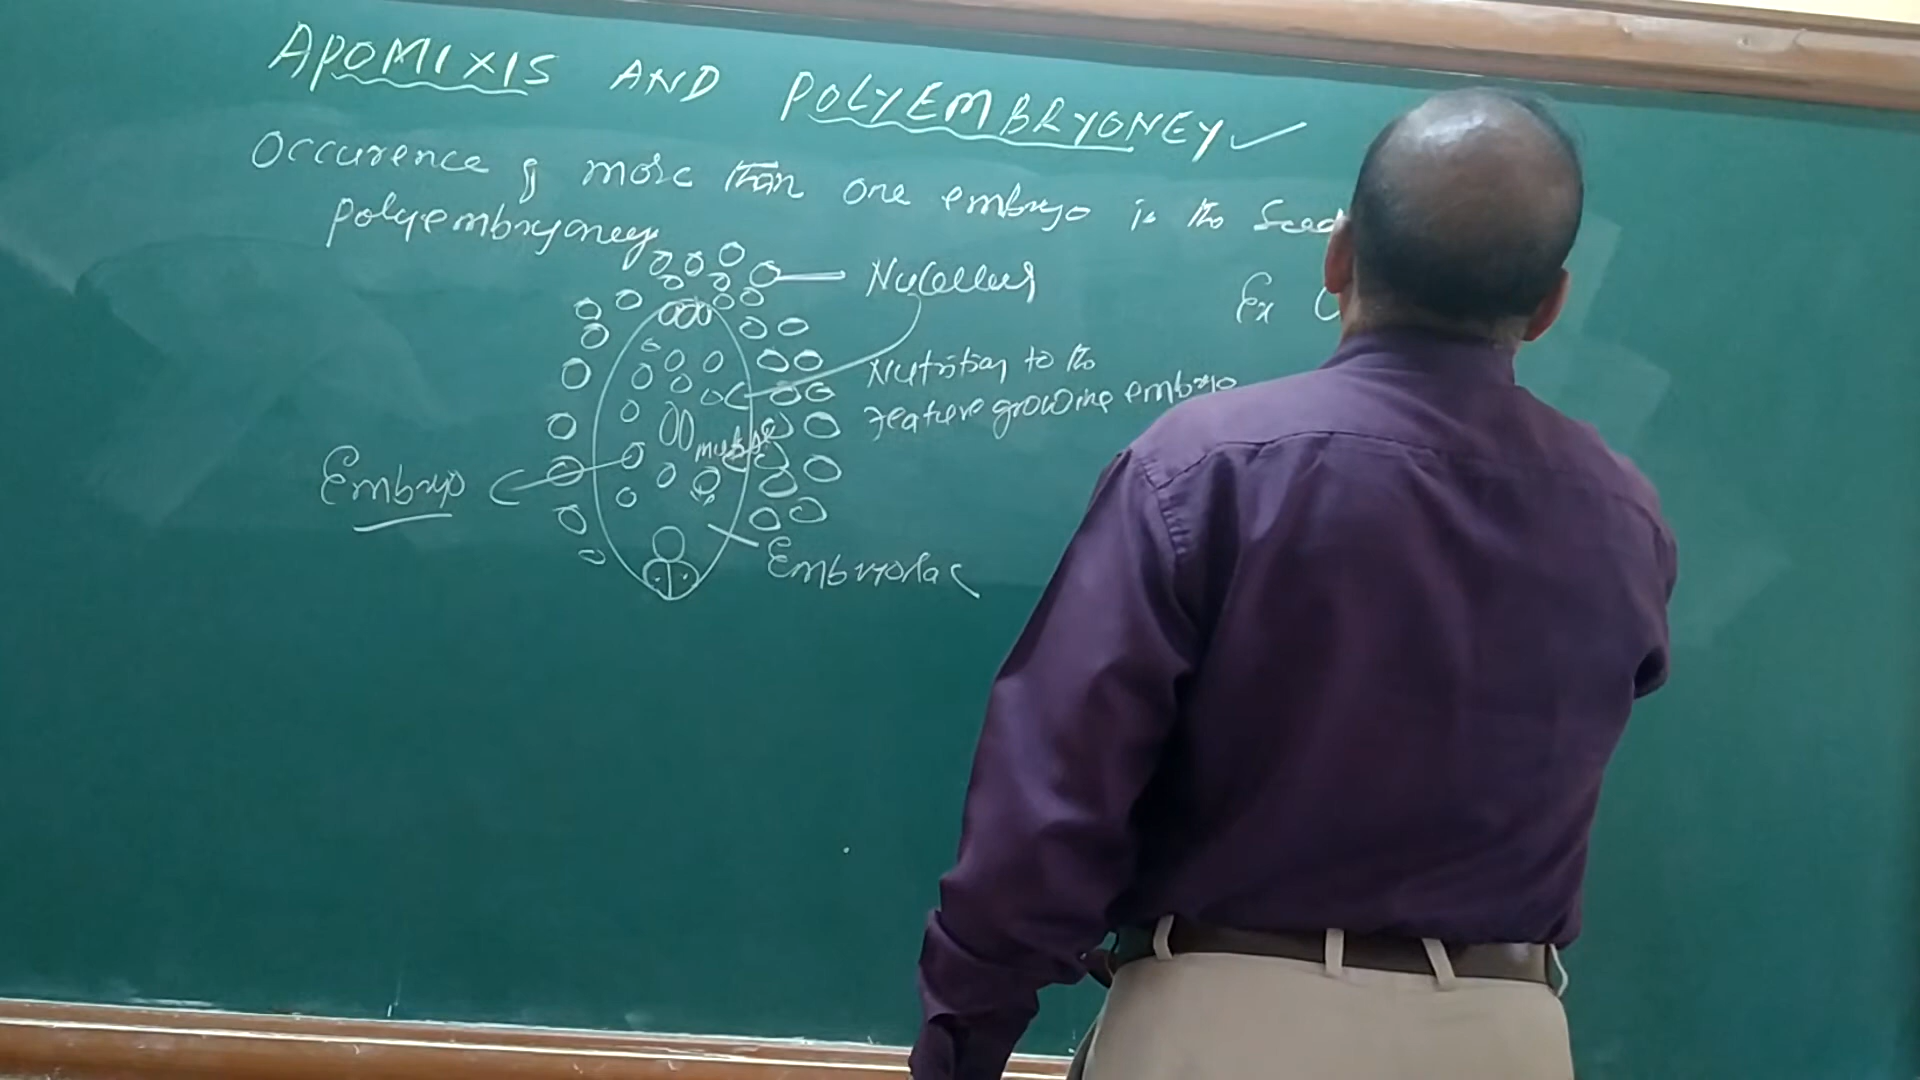 APOMIXIS AND POLYEMBRYONEY
Occurence of more than one embryo in the Seed
polyembryoney
Nucellus
Ex
Nutrition to the
growing embryo
Embryo
Embryosac